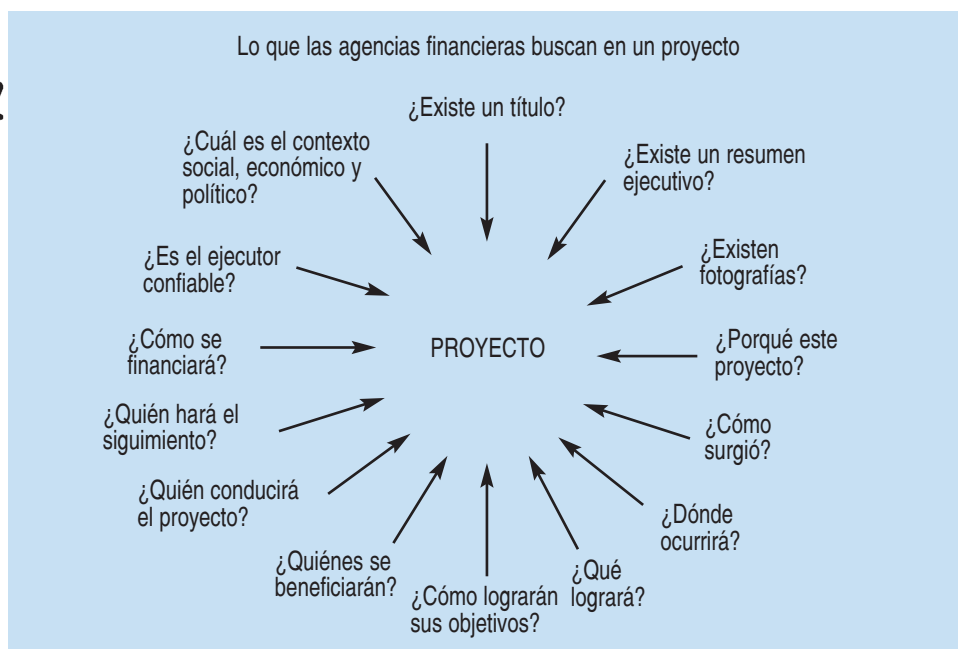 Lo que las agencias financieras buscan en un proyecto
¿Existe un título?
¿Existe un resumen
ejecutivo?
¿Existen
fotografías?
¿Porqué este
proyecto?
¿Cómo
surgió?
¿Dónde
ocurrirá?
¿Qué
logrará?
¿Cómo lograrán
sus objetivos?
¿Quiénes se
beneficiarán?
¿Quién conducirá
el proyecto?
¿Quién hará el
siguimiento?
¿Cómo se
financiará?
¿Es el ejecutor
confiable?
¿Cuál es el contexto
social, económico y
político?
PROYECTO